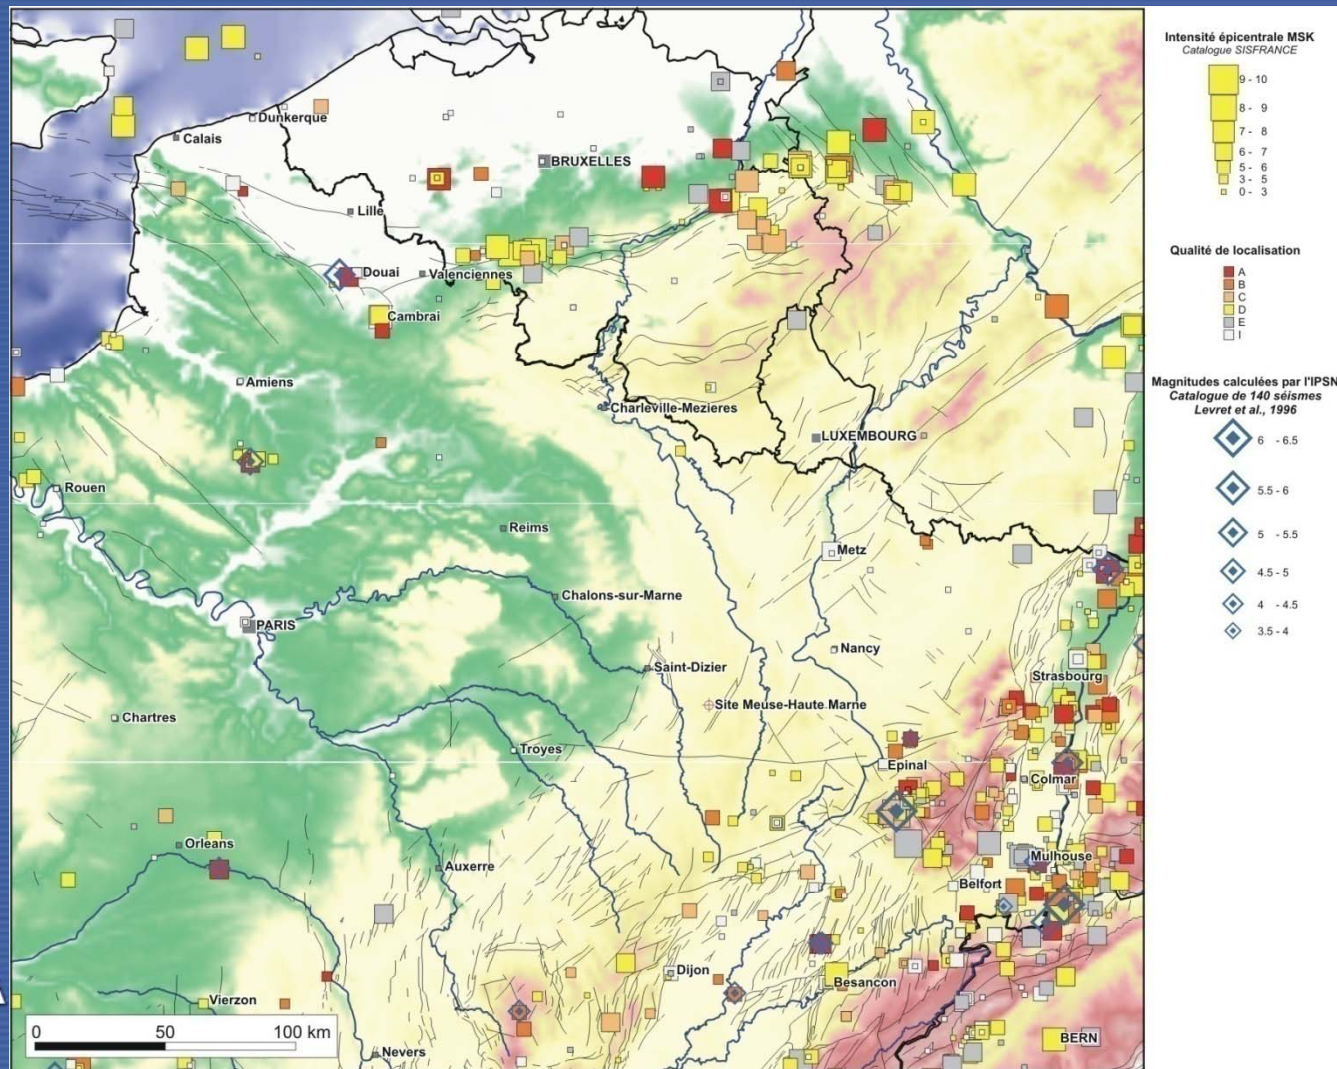 Dunkerque
Calais
BRUXELLES
Lille
Douai
Valenciennes
Cambrai
Amiens
Charleville-Mezieres
LUXEMBOURG
Rouen
Reims
Metz
Chalons-sur-Marne
PARIS
Nancy
Saint-Dizier
Strasbourg
Site Meuse-Haute Marne
Chartres
Troyes
Epinal
Colmar
Orleans
Mulhouse
Auxerre
Belfort
Dijon
Besancon
Vierzon
BERN
Nevers
0 50 100 km
Intensité épicentrale MSK
Catalogue SISFRANCE
9 - 10
8 - 9
7 - 8
6 - 7
5 - 6
3 - 5
0 - 3
Qualité de localisation
A
B
C
D
E
I
Magnitudes calculées par l'IPSN
Catalogue de 140 séismes
Levret et al., 1996
6 - 6.5
5.5 - 6
5 - 5.5
4.5 - 5
4 - 4.5
3.5 - 4